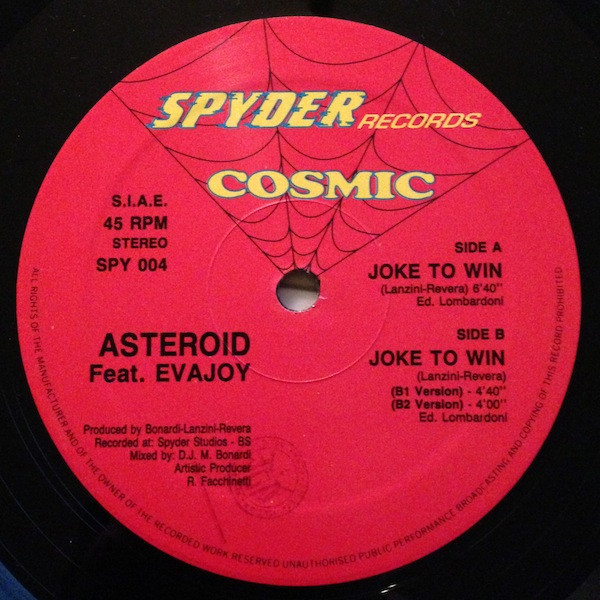 SPYDER RECORDS
COSMIC
S.I.A.E.
45 RPM
STEREO
SPY 004
ASTEROID
Feat. EVAJOY
Produced by Bonardi-Lanzini-Revera
Recorded at: Spyder Studios - BS
Mixed by: D.J. M. Bonardi
Artistic Producer
R. Facchinetti
SIDE A
JOKE TO WIN
(Lanzini-Revera) 6'40"
Ed. Lombardoni
SIDE B
JOKE TO WIN
(Lanzini-Revera)
(B1 Version) - 4'40"
(B2 Version) - 4'00"
Ed. Lombardoni
ALL RIGHTS OF THE MANUFACTURER AND OF THE OWNER OF THE RECORDED WORK RESERVED UNAUTHORISED PUBLIC PERFORMANCE BROADCASTING AND COPYING OF THIS RECORD PROHIBITED